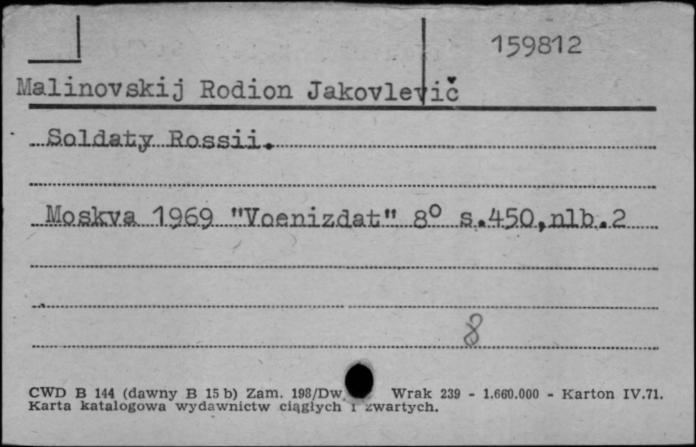 159812
Malinovskij Rodion Jakovlevič
Soldaty Rossii.
Moskva 1969 "Voenizdat" 8° s.450,nlb.2
8
CWD B 144 (dawny B 15 b) Zam. 198/Dw. Wrak 239 - 1.660.000 - Karton IV.71.
Karta katalogowa wydawnictw ciągłych i zwartych.